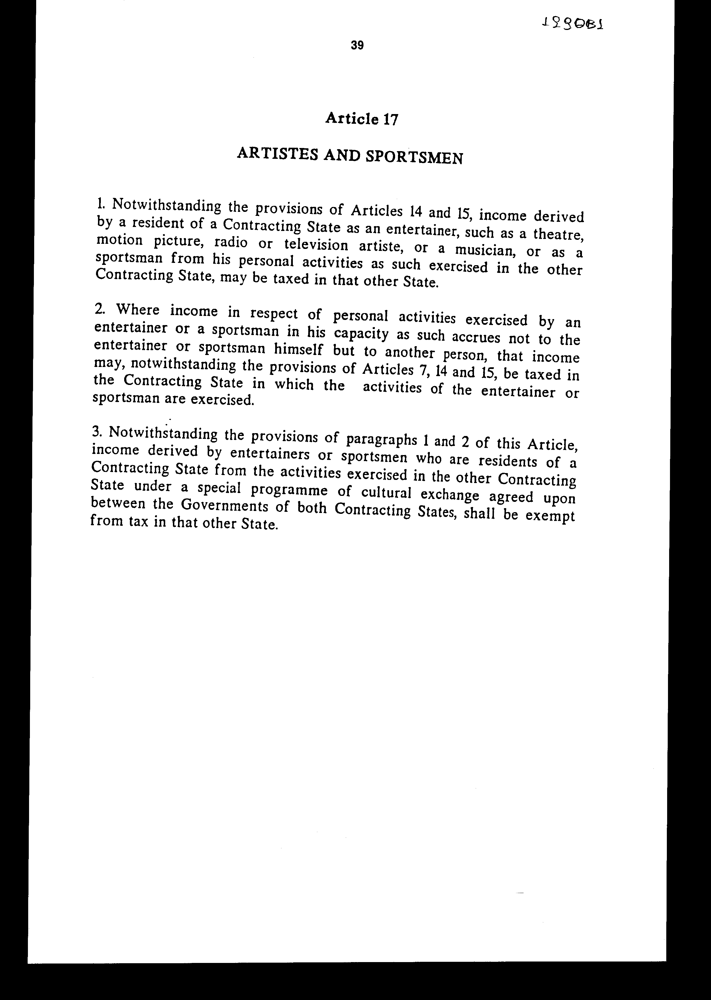 39
Article 17
ARTISTES AND SPORTSMEN
1. Notwithstanding the provisions of Articles 14 and 15, income derived
by a resident of a Contracting State as an entertainer, such as a theatre,
motion picture, radio or television artiste, or a musician, or as a
sportsman from his personal activities as such exercised in the other
Contracting State, may be taxed in that other State.
2. Where income in respect of personal activities exercised by an
entertainer or a sportsman in his capacity as such accrues not to the
entertainer or sportsman himself but to another person, that income
may, notwithstanding the provisions of Articles 7, 14 and 15, be taxed in
the Contracting State in which the activities of the entertainer or
sportsman are exercised.
3. Notwithstanding the provisions of paragraphs 1 and 2 of this Article,
income derived by entertainers or sportsmen who are residents of a
Contracting State from the activities exercised in the other Contracting
State under a special programme of cultural exchange agreed upon
between the Governments of both Contracting States, shall be exempt
from tax in that other State.